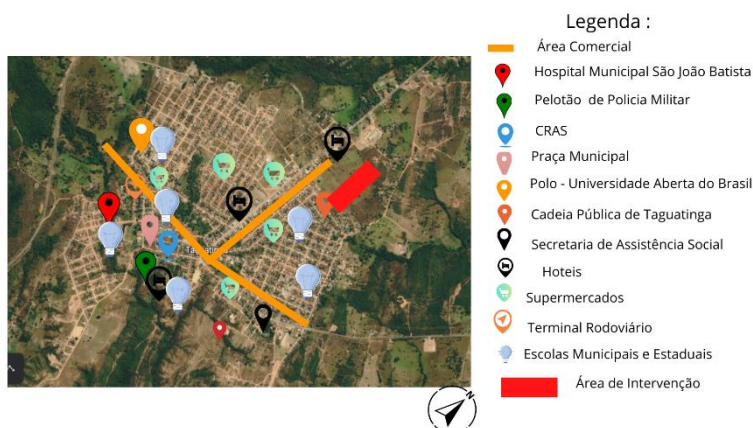 Legenda :
Área Comercial
Hospital Municipal São João Batista
Pelotão de Policia Militar
CRAS
Praça Municipal
Polo - Universidade Aberta do Brasil
Cadeia Pública de Taguatinga
Secretaria de Assistência Social
Hoteis
Supermercados
Terminal Rodoviário
Escolas Municipais e Estaduais
Área de Intervenção
N